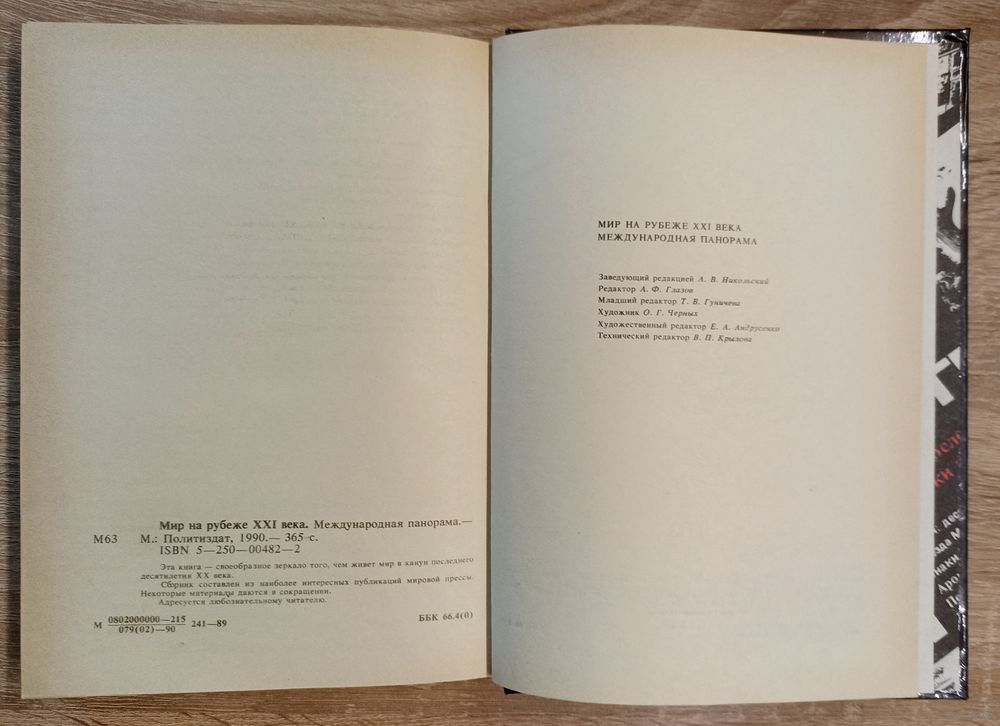 Мир на рубеже XXI века. Международная панорама.—
М63 М.: Политиздат, 1990.— 365 с.
ISBN 5—250—00482—2
Эта книга — своеобразное зеркало того, чем живет мир в канун последнего
десятилетия XX века.
Сборник составлен из наиболее интересных публикаций мировой прессы.
Некоторые материалы даются в сокращении.
Адресуется любознательному читателю.
М 0802000000—215
079(02)—90
241—89
ББК 66.4(0)
МИР НА РУБЕЖЕ XXI ВЕКА
МЕЖДУНАРОДНАЯ ПАНОРАМА
Заведующий редакцией А. В. Никольский
Редактор А. Ф. Глазов
Младший редактор Т. В. Гуничева
Художник О. Г. Черных
Художественный редактор Е. А. Андрусенко
Технический редактор В. П. Крылова